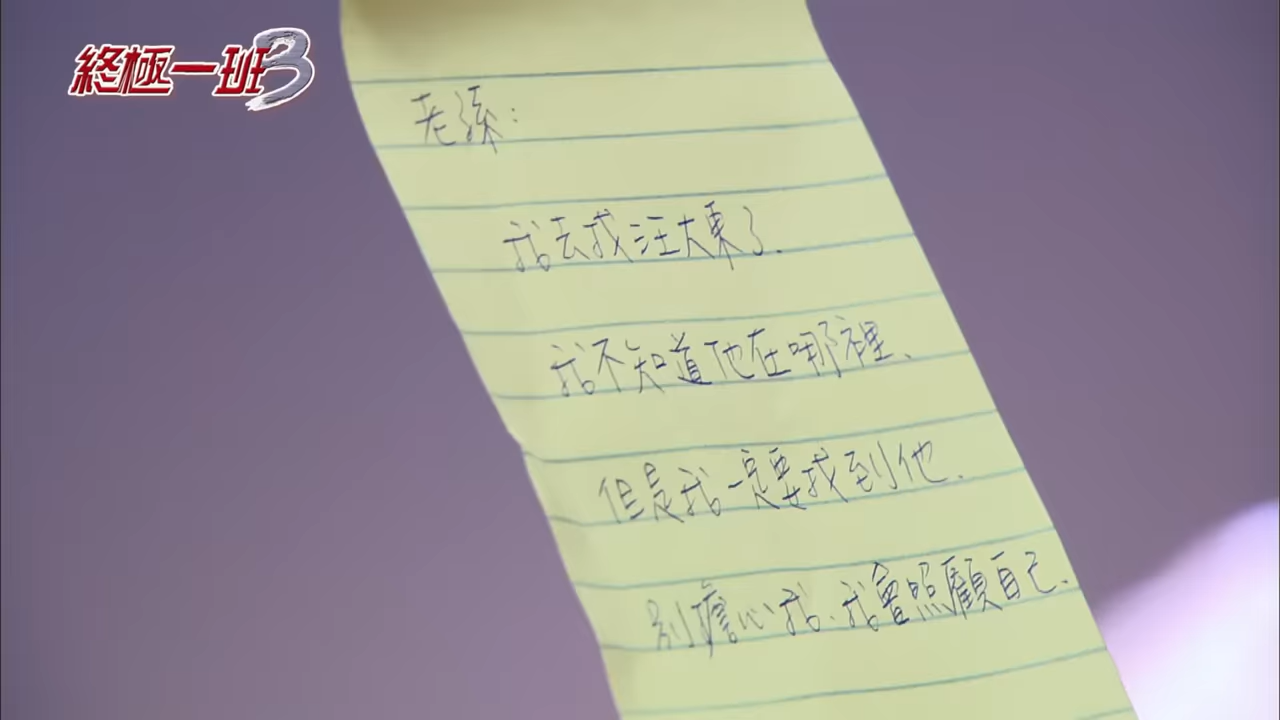 終極一班3
老孫:
我去找汪大東了.
我不知道他在哪裡、
但是我一定要找到他.
別擔心我、我會照顧自己.